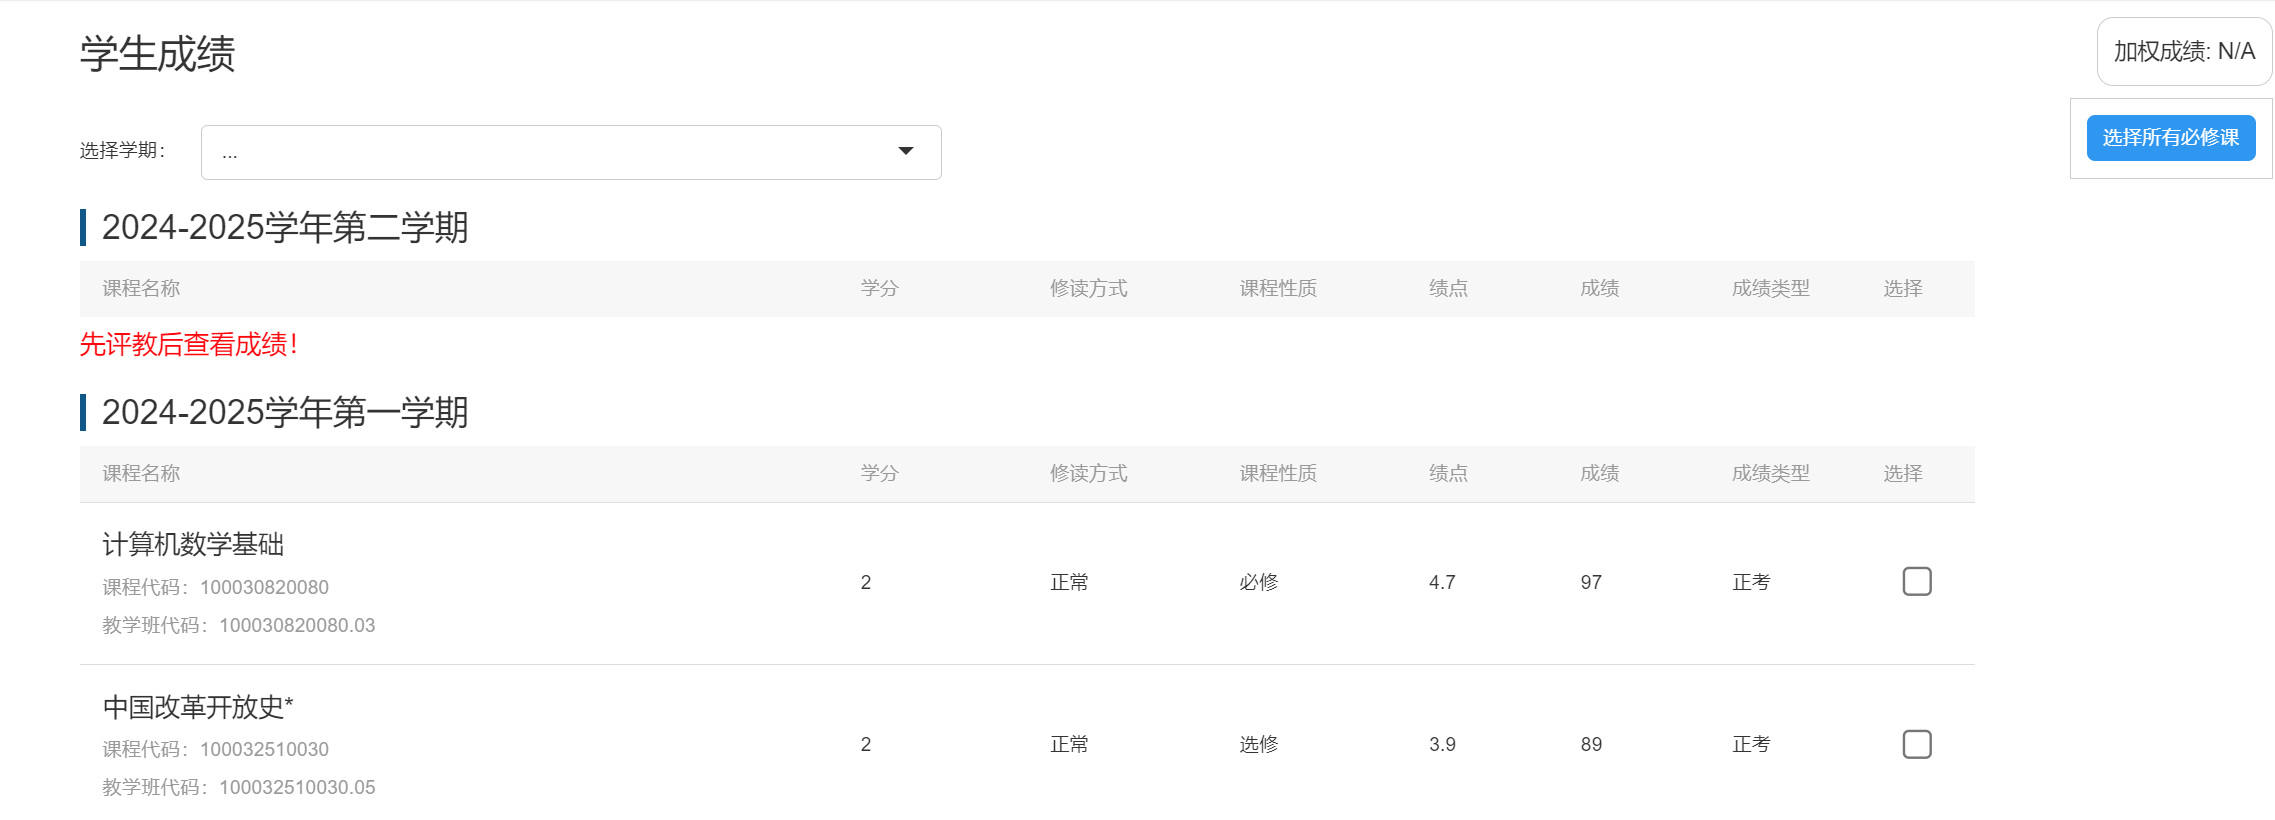 学生成绩
加权成绩: N/A
选择所有必修课
选择学期： ...
2024-2025学年第二学期
课程名称 学分 修读方式 课程性质 绩点 成绩 成绩类型 选择
先评教后查看成绩！
2024-2025学年第一学期
课程名称 学分 修读方式 课程性质 绩点 成绩 成绩类型 选择
计算机数学基础
课程代码：100030820080
教学班代码：100030820080.03
2 正常 必修 4.7 97 正考
中国改革开放史*
课程代码：100032510030
教学班代码：100032510030.05
2 正常 选修 3.9 89 正考